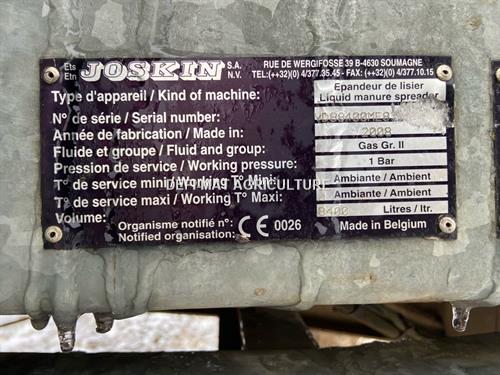 Ets
Etn
JOSKIN S.A. N.V.
RUE DE WERGIFOSSE 39 B-4630 SOUMAGNE
TEL:(++32)(0) 4/377.35.45 - FAX: (++32)(0) 4/377.10.15
Type d'appareil / Kind of machine: Epandeur de lisier
Liquid manure spreader
N° de série / Serial number:
Année de fabrication / Made in: 2008
Fluide et groupe / Fluid and group: Gas Gr. II
Pression de service / Working pressure: 1 Bar
T° de service mini / Working T° Mini: Ambiante / Ambient
DAVIMAT AGRICULTURE
T° de service maxi / Working T° Maxi: Ambiante / Ambient
Volume: 8400 Litres / ltr.
Organisme notifié n°:
Notified organisation: CE 0026 Made in Belgium